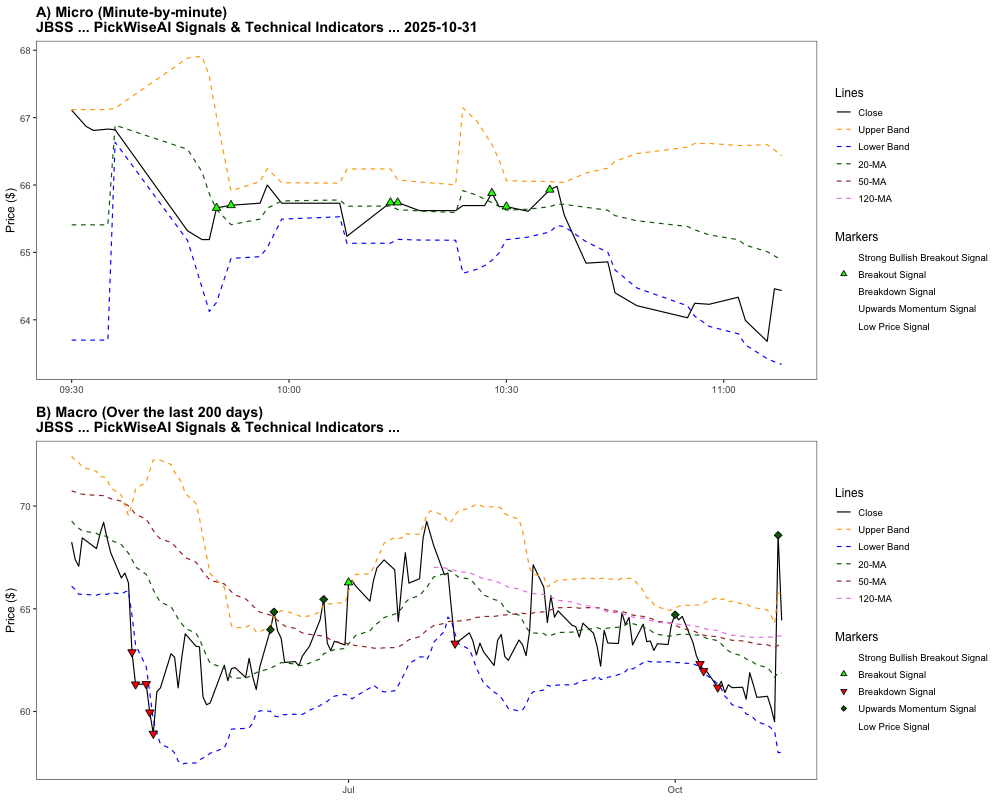 A) Micro (Minute-by-minute)
JBSS ... PickWiseAI Signals & Technical Indicators ... 2025-10-31
68
67
66
65
64
Price ($)
09:30
10:00
10:30
11:00
Lines
Close
Upper Band
Lower Band
20-MA
50-MA
120-MA
Markers
Strong Bullish Breakout Signal
Breakout Signal
Breakdown Signal
Upwards Momentum Signal
Low Price Signal
B) Macro (Over the last 200 days)
JBSS ... PickWiseAI Signals & Technical Indicators ...
70
65
60
Price ($)
Jul
Oct
Lines
Close
Upper Band
Lower Band
20-MA
50-MA
120-MA
Markers
Strong Bullish Breakout Signal
Breakout Signal
Breakdown Signal
Upwards Momentum Signal
Low Price Signal